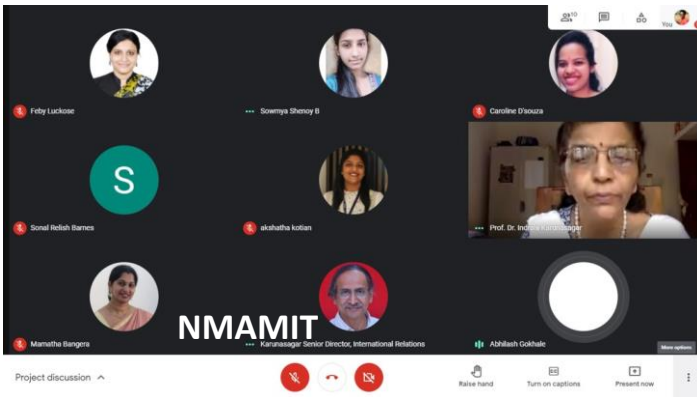 10
You
Feby Luckose
Sowmya Shenoy B
Caroline D'souza
S
Sonal Relish Barnes
akshatha kotian
Prof. Dr. Indrani Karunasagar
Mamatha Bangera
NMAMIT
Karunasagar Senior Director, International Relations
Abhilash Gokhale
More options
Project discussion
Raise hand
Turn on captions
Present now